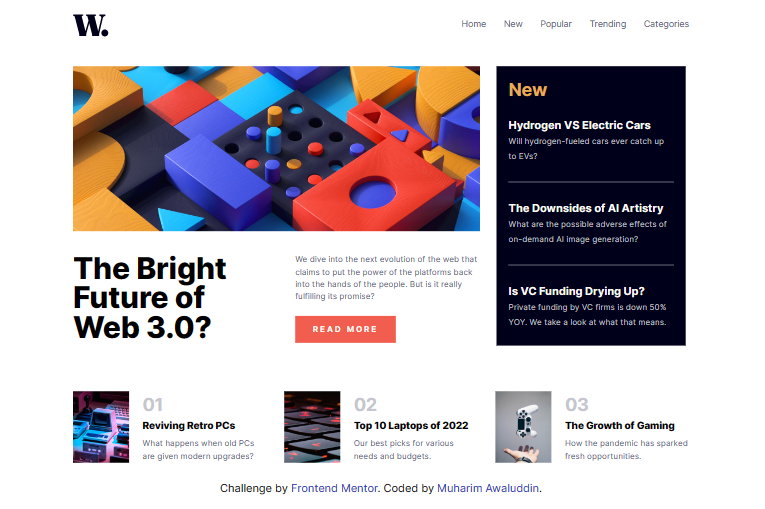 W.
Home New Popular Trending Categories
New
Hydrogen VS Electric Cars
Will hydrogen-fueled cars ever catch up
to EVs?
The Downsides of AI Artistry
What are the possible adverse effects of
on-demand AI image generation?
Is VC Funding Drying Up?
Private funding by VC firms is down 50%
YOY. We take a look at what that means.
The Bright
Future of
Web 3.0?
We dive into the next evolution of the web that
claims to put the power of the platforms back
into the hands of the people. But is it really
fulfilling its promise?
READ MORE
01
Reviving Retro PCs
What happens when old PCs
are given modern upgrades?
02
Top 10 Laptops of 2022
Our best picks for various
needs and budgets.
03
The Growth of Gaming
How the pandemic has sparked
fresh opportunities.
Challenge by Frontend Mentor. Coded by Muharim Awaluddin.